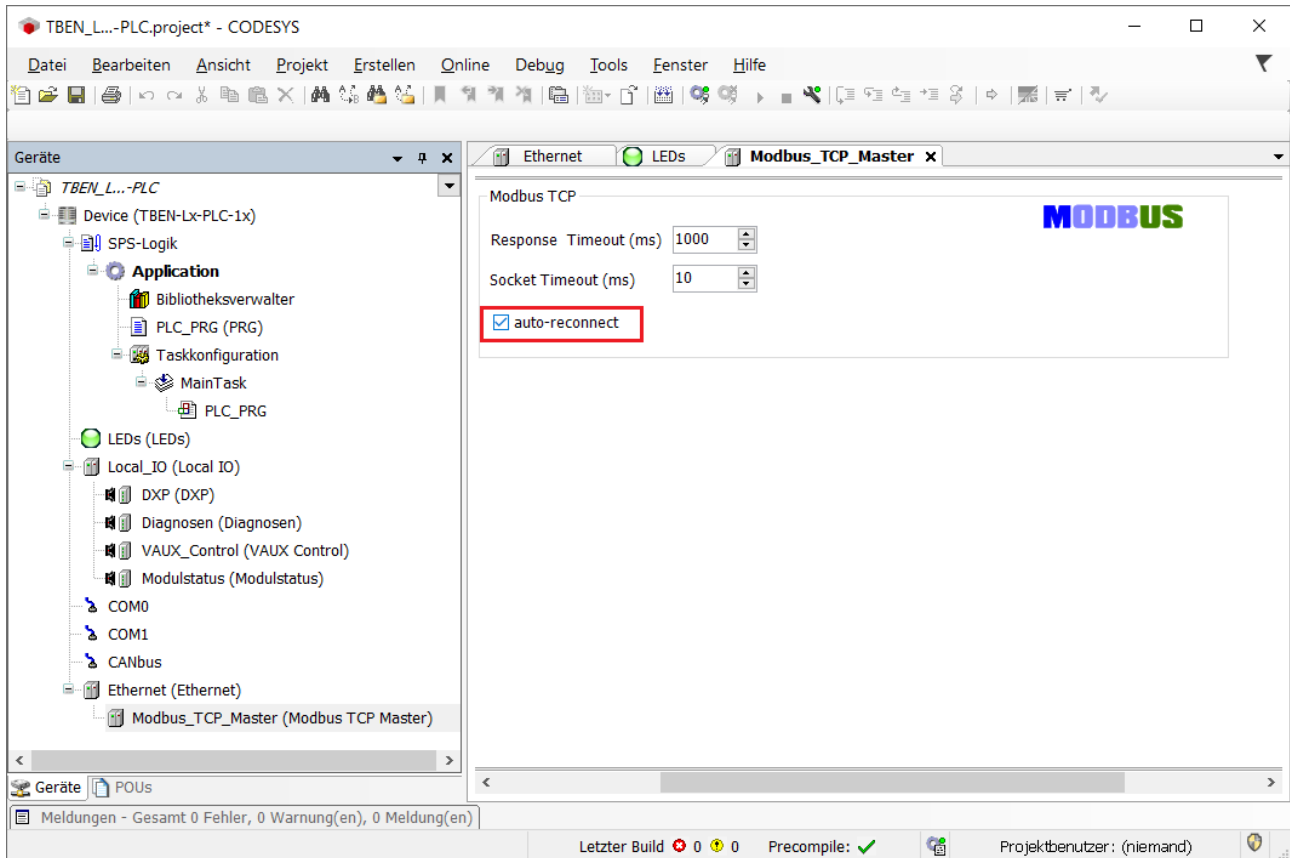 TBEN_L...-PLC.project* - CODESYS
Datei Bearbeiten Ansicht Projekt Erstellen Online Debug Tools Fenster Hilfe
Geräte
TBEN_L...-PLC
Device (TBEN-Lx-PLC-1x)
SPS-Logik
Application
Bibliotheksverwalter
PLC_PRG (PRG)
Taskkonfiguration
MainTask
PLC_PRG
LEDs (LEDs)
Local_IO (Local IO)
DXP (DXP)
Diagnosen (Diagnosen)
VAUX_Control (VAUX Control)
Modulstatus (Modulstatus)
COM0
COM1
CANbus
Ethernet (Ethernet)
Modbus_TCP_Master (Modbus TCP Master)
Geräte POUs
Ethernet LEDs Modbus_TCP_Master
Modbus TCP
MODBUS
Response Timeout (ms) 1000
Socket Timeout (ms) 10
auto-reconnect
Meldungen - Gesamt 0 Fehler, 0 Warnung(en), 0 Meldung(en)
Letzter Build 0 0 Precompile: Projektbenutzer: (niemand)